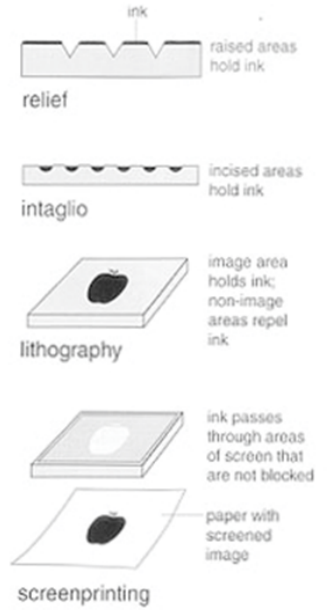 ink
raised areas
hold ink
relief
incised areas
hold ink
intaglio
image area
holds ink;
non-image
areas repel
ink
lithography
ink passes
through areas
of screen that
are not blocked
paper with
screened
image
screenprinting